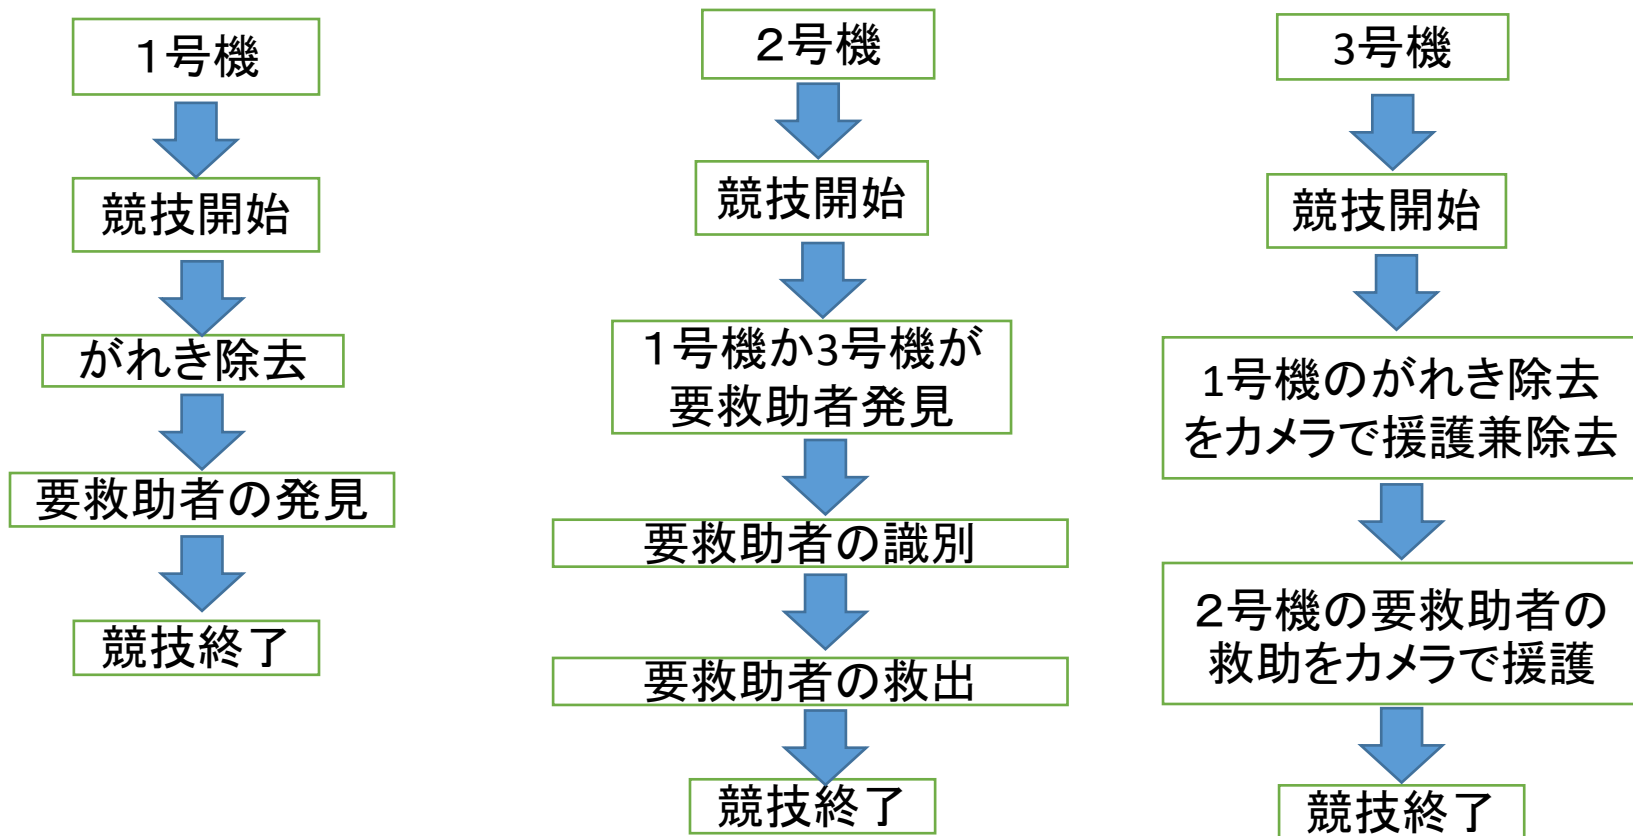 １号機
競技開始
がれき除去
要救助者の発見
競技終了
２号機
競技開始
１号機か3号機が
要救助者発見
要救助者の識別
要救助者の救出
競技終了
3号機
競技開始
1号機のがれき除去
をカメラで援護兼除去
２号機の要救助者の
救助をカメラで援護
競技終了